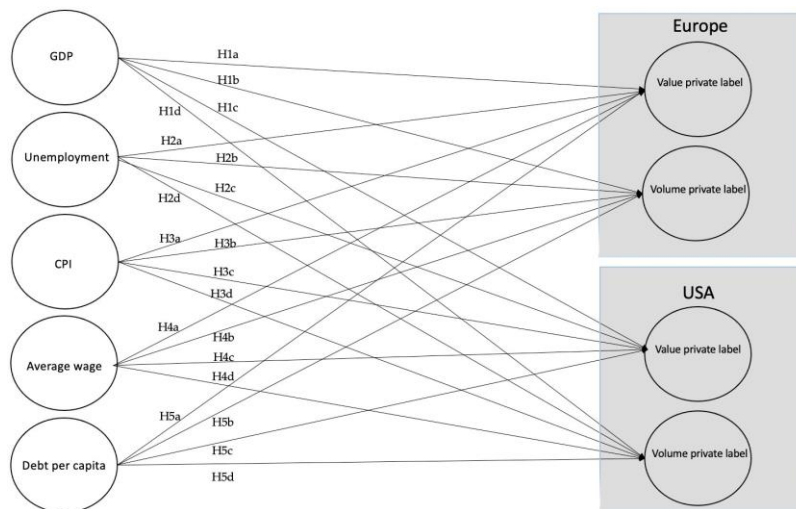 GDP
Unemployment
CPI
Average wage
Debt per capita
H1a
H1b
H1c
H1d
H2a
H2b
H2c
H2d
H3a
H3b
H3c
H3d
H4a
H4b
H4c
H4d
H5a
H5b
H5c
H5d
Europe
Value private label
Volume private label
USA
Value private label
Volume private label